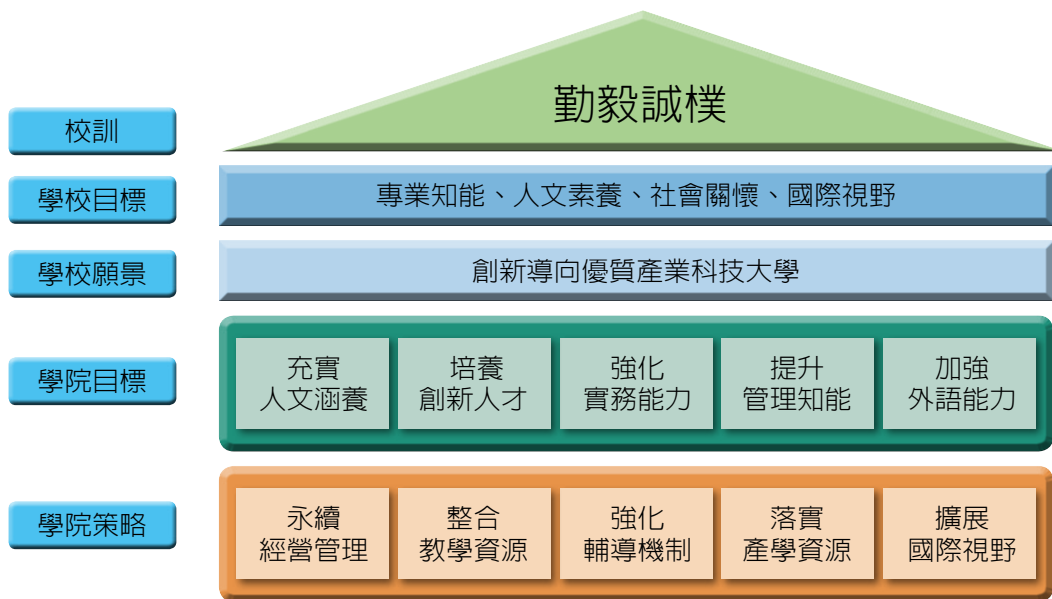 勤毅誠樸
校訓
學校目標
專業知能、人文素養、社會關懷、國際視野
學校願景
創新導向優質產業科技大學
學院目標
充實
人文涵養
培養
創新人才
強化
實務能力
提升
管理知能
加強
外語能力
學院策略
永續
經營管理
整合
教學資源
強化
輔導機制
落實
產學資源
擴展
國際視野